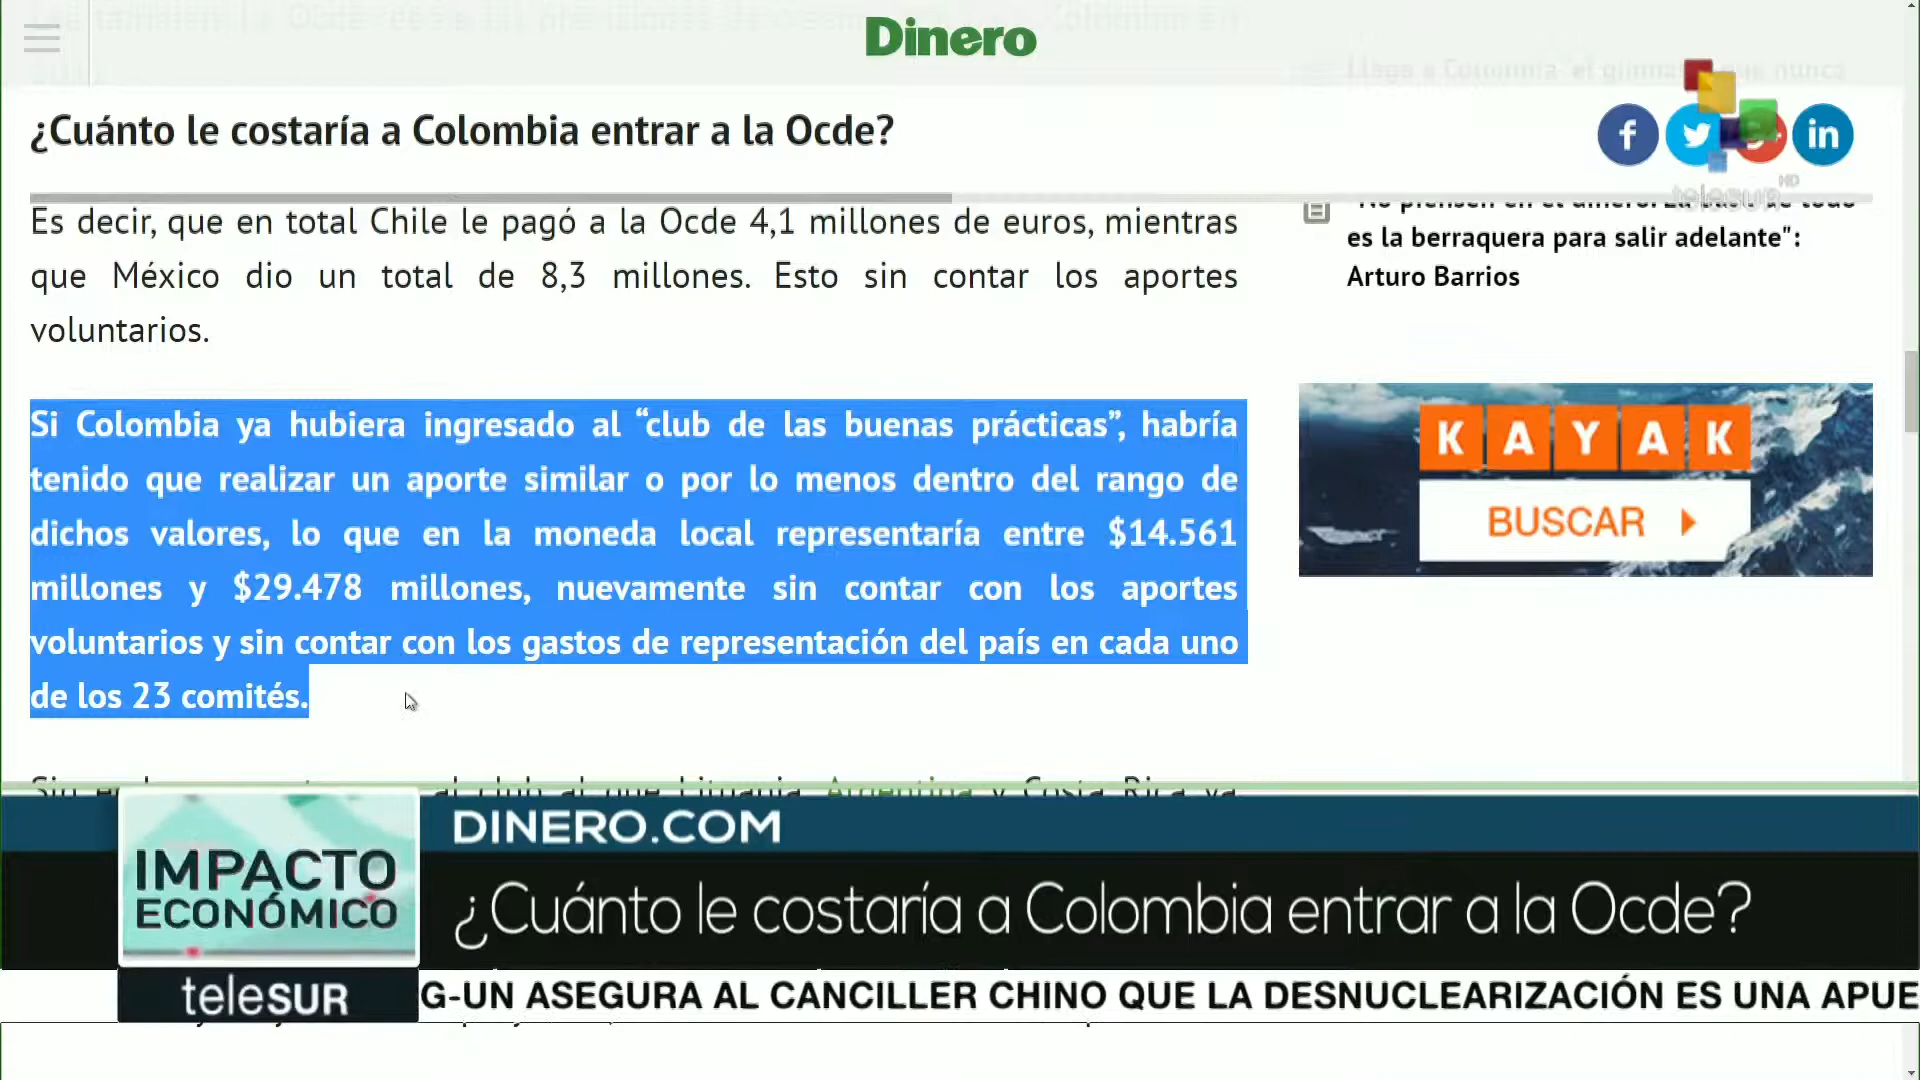 Dinero
¿Cuánto le costaría a Colombia entrar a la Ocde?
Es decir, que en total Chile le pagó a la Ocde 4,1 millones de euros, mientras
que México dio un total de 8,3 millones. Esto sin contar los aportes
voluntarios.
Si Colombia ya hubiera ingresado al “club de las buenas prácticas”, habría
tenido que realizar un aporte similar o por lo menos dentro del rango de
dichos valores, lo que en la moneda local representaría entre $14.561
millones y $29.478 millones, nuevamente sin contar con los aportes
voluntarios y sin contar con los gastos de representación del país en cada uno
de los 23 comités.
f
in
teleSUR HD
es la berraquera para salir adelante":
Arturo Barrios
KAYAK
BUSCAR
DINERO.COM
IMPACTO
ECONÓMICO
¿Cuánto le costaría a Colombia entrar a la Ocde?
teleSUR
G-UN ASEGURA AL CANCILLER CHINO QUE LA DESNUCLEARIZACIÓN ES UNA APUE